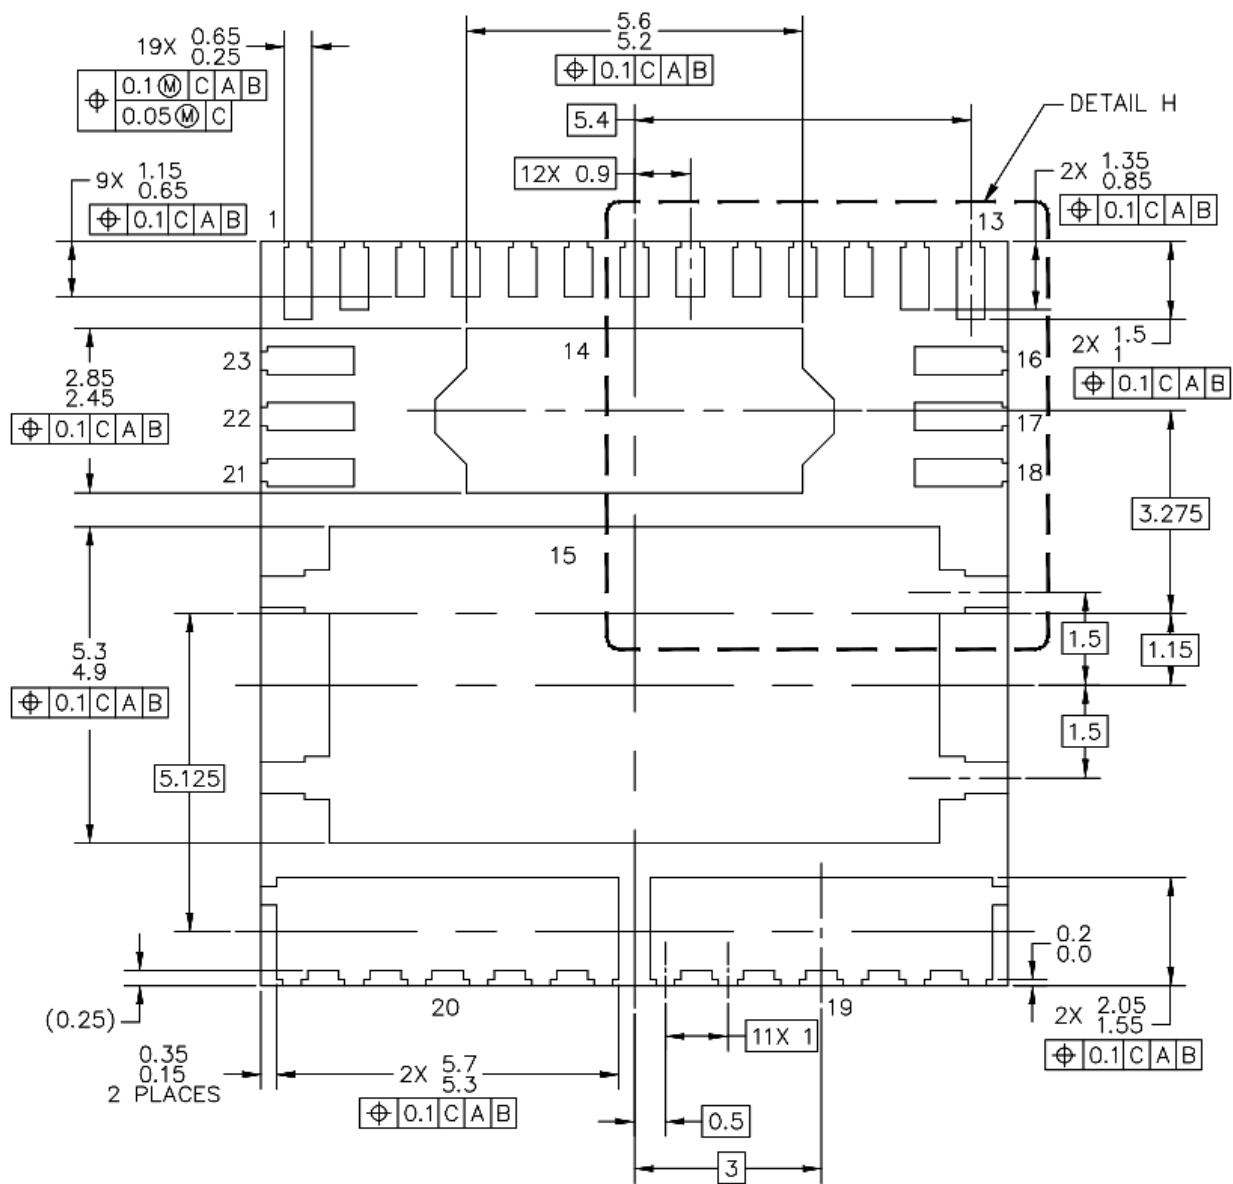 19X 0.65
0.25
⌖ 0.1 Ⓜ C A B
0.05 Ⓜ C
5.6
5.2
⌖ 0.1 C A B
5.4
12X 0.9
DETAIL H
9X 1.15
0.65
⌖ 0.1 C A B
2X 1.35
0.85
⌖ 0.1 C A B
1
13
2X 1.5
1
⌖ 0.1 C A B
14
23
16
2.85
2.45
⌖ 0.1 C A B
22
17
21
18
3.275
15
5.3
4.9
⌖ 0.1 C A B
1.5
1.15
1.5
5.125
0.2
0.0
(0.25)
20
19
2X 2.05
1.55
⌖ 0.1 C A B
11X 1
0.35
0.15
2 PLACES
2X 5.7
5.3
⌖ 0.1 C A B
0.5
3